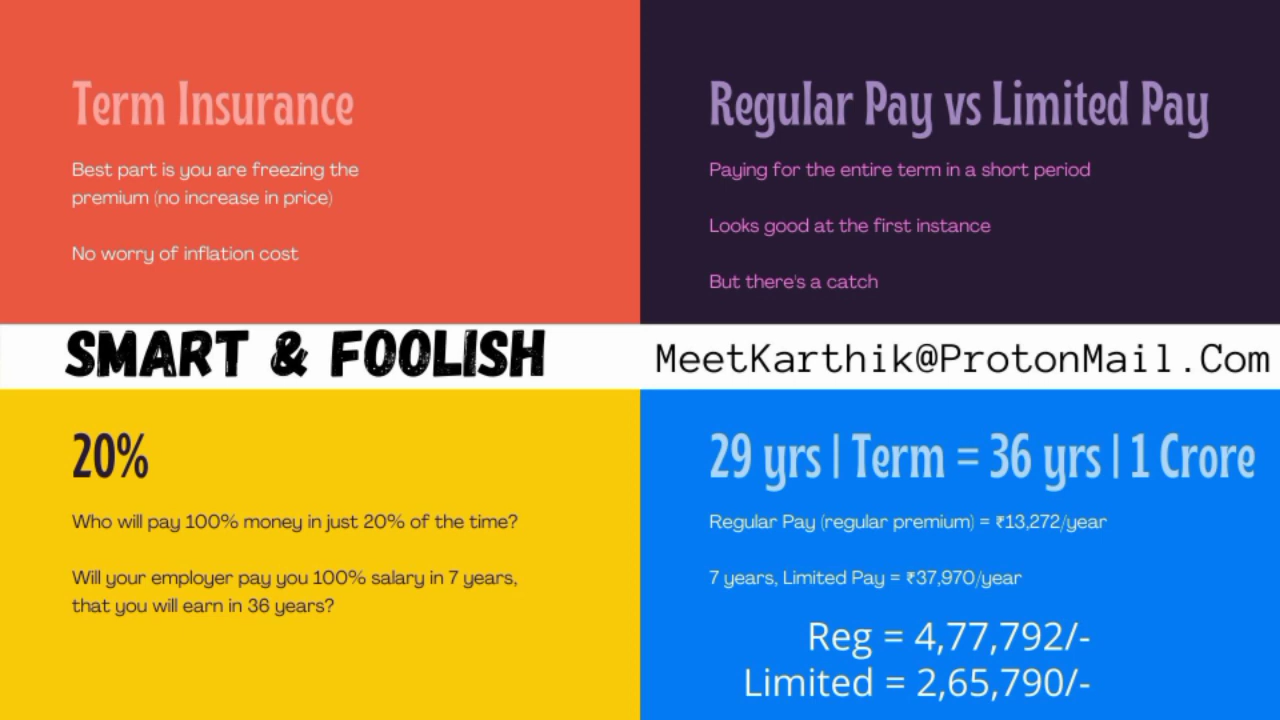 Term Insurance
Best part is you are freezing the
premium (no increase in price)
No worry of inflation cost
Regular Pay vs Limited Pay
Paying for the entire term in a short period
Looks good at the first instance
But there's a catch
SMART & FOOLISH
MeetKarthik@ProtonMail.Com
20%
Who will pay 100% money in just 20% of the time?
Will your employer pay you 100% salary in 7 years,
that you will earn in 36 years?
29 yrs | Term = 36 yrs | 1 Crore
Regular Pay (regular premium) = ₹13,272/year
7 years, Limited Pay = ₹37,970/year
Reg = 4,77,792/-
Limited = 2,65,790/-